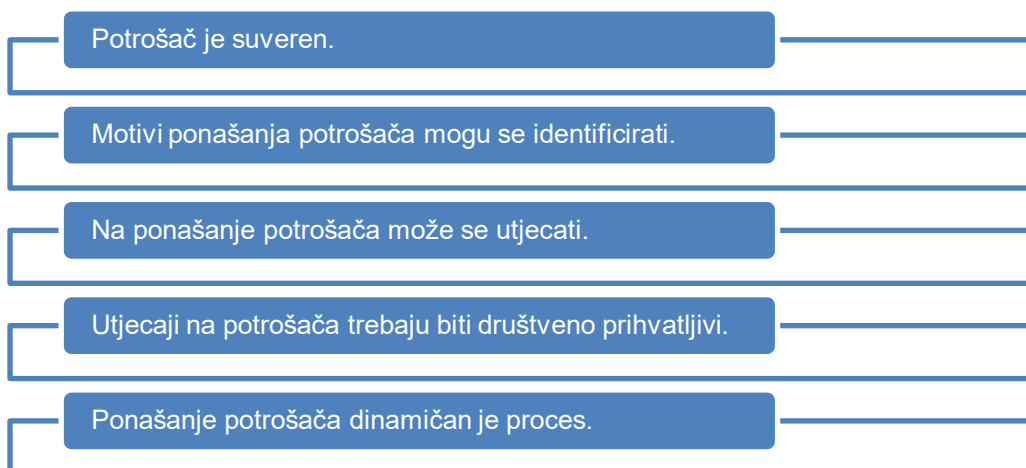 Potrošač je suveren.
Motivi ponašanja potrošača mogu se identificirati.
Na ponašanje potrošača može se utjecati.
Utjecaji na potrošača trebaju biti društveno prihvatljivi.
Ponašanje potrošača dinamičan je proces.